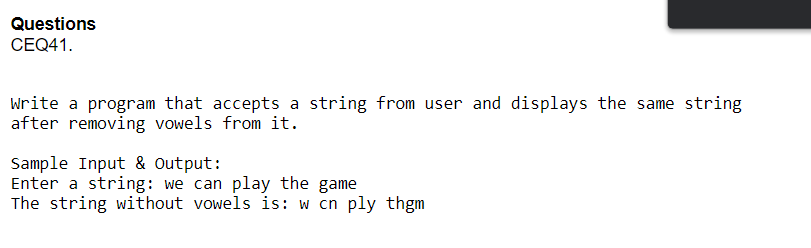 Questions
CEQ41.
Write a program that accepts a string from user and displays the same string
after removing vowels from it.
Sample Input & Output:
Enter a string: we can play the game
The string without vowels is: w cn ply thgm